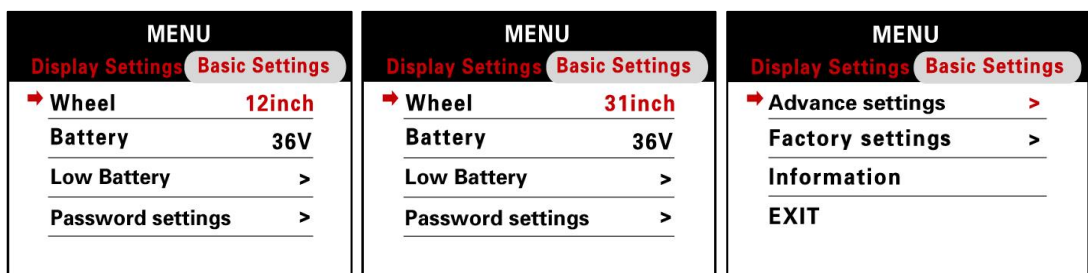 MENU
Display Settings Basic Settings
Wheel 12inch
Battery 36V
Low Battery >
Password settings >
MENU
Display Settings Basic Settings
Wheel 31inch
Battery 36V
Low Battery >
Password settings >
MENU
Display Settings Basic Settings
Advance settings >
Factory settings >
Information
EXIT